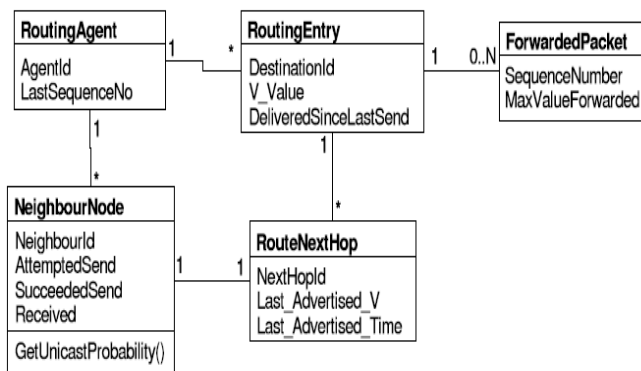 RoutingAgent
AgentId
LastSequenceNo
1
*
RoutingEntry
DestinationId
V_Value
DeliveredSinceLastSend
1
0..N
ForwardedPacket
SequenceNumber
MaxValueForwarded
1
*
1
*
NeighbourNode
NeighbourId
AttemptedSend
SucceededSend
Received
GetUnicastProbability()
1
1
RouteNextHop
NextHopId
Last_Advertised_V
Last_Advertised_Time